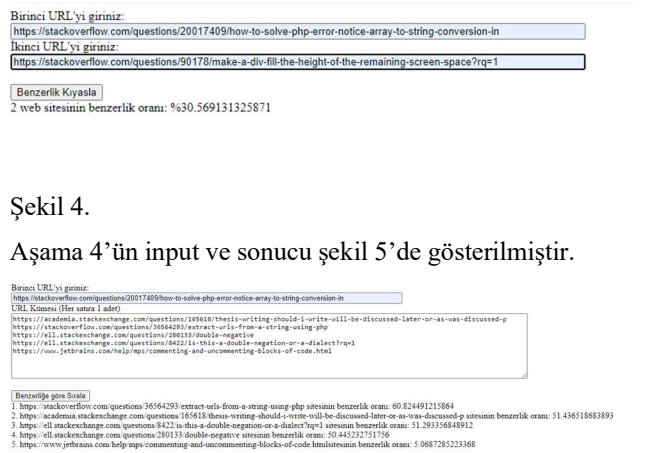 Birinci URL'yi giriniz:
https://stackoverflow.com/questions/20017409/how-to-solve-php-error-notice-array-to-string-conversion-in
İkinci URL'yi giriniz:
https://stackoverflow.com/questions/90178/make-a-div-fill-the-height-of-the-remaining-screen-space?rq=1
Benzerlik Kıyasla
2 web sitesinin benzerlik oranı: %30.569131325871
Şekil 4.
Aşama 4’ün input ve sonucu şekil 5’de gösterilmiştir.
Birinci URL'yi giriniz:
https://stackoverflow.com/questions/20017409/how-to-solve-php-error-notice-array-to-string-conversion-in
URL Kümesi (Her satıra 1 adet)
https://academia.stackexchange.com/questions/165618/thesis-writing-should-i-write-will-be-discussed-later-or-as-was-discussed-p
https://stackoverflow.com/questions/36564293/extract-urls-from-a-string-using-php
https://ell.stackexchange.com/questions/280133/double-negative
https://ell.stackexchange.com/questions/8422/is-this-a-double-negation-or-a-dialect?rq=1
https://www.jetbrains.com/help/mps/commenting-and-uncommenting-blocks-of-code.html
Benzerliğe göre Sırala
1. https://stackoverflow.com/questions/36564293/extract-urls-from-a-string-using-php sitesinin benzerlik oranı: 60.824491215864
2. https://academia.stackexchange.com/questions/165618/thesis-writing-should-i-write-will-be-discussed-later-or-as-was-discussed-p sitesinin benzerlik oranı: 51.436518683893
3. https://ell.stackexchange.com/questions/8422/is-this-a-double-negation-or-a-dialect?rq=1 sitesinin benzerlik oranı: 51.293356848912
4. https://ell.stackexchange.com/questions/280133/double-negative sitesinin benzerlik oranı: 50.445232751756
5. https://www.jetbrains.com/help/mps/commenting-and-uncommenting-blocks-of-code.htmlsitesinin benzerlik oranı: 5.0687285223368